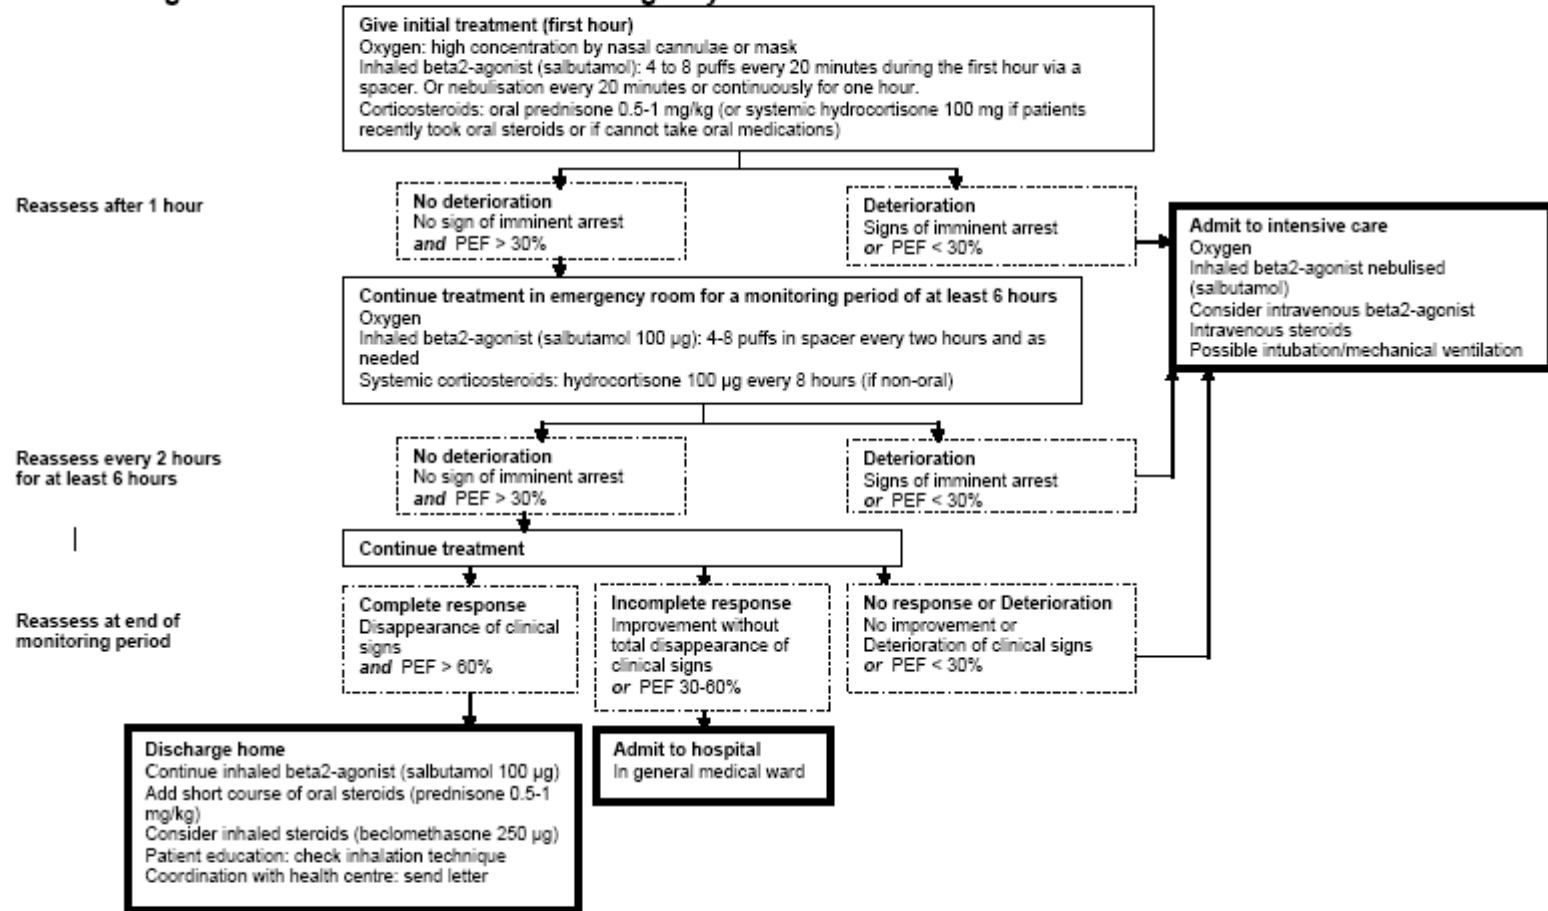 Give initial treatment (first hour)
Oxygen: high concentration by nasal cannulae or mask
Inhaled beta2-agonist (salbutamol): 4 to 8 puffs every 20 minutes during the first hour via a
spacer. Or nebulisation every 20 minutes or continuously for one hour.
Corticosteroids: oral prednisone 0.5-1 mg/kg (or systemic hydrocortisone 100 mg if patients
recently took oral steroids or if cannot take oral medications)
Reassess after 1 hour
No deterioration
No sign of imminent arrest
and PEF > 30%
Deterioration
Signs of imminent arrest
or PEF < 30%
Admit to intensive care
Oxygen
Inhaled beta2-agonist nebulised
(salbutamol)
Consider intravenous beta2-agonist
Intravenous steroids
Possible intubation/mechanical ventilation
Continue treatment in emergency room for a monitoring period of at least 6 hours
Oxygen
Inhaled beta2-agonist (salbutamol 100 µg): 4-8 puffs in spacer every two hours and as
needed
Systemic corticosteroids: hydrocortisone 100 µg every 8 hours (if non-oral)
Reassess every 2 hours
for at least 6 hours
No deterioration
No sign of imminent arrest
and PEF > 30%
Deterioration
Signs of imminent arrest
or PEF < 30%
Continue treatment
Reassess at end of
monitoring period
Complete response
Disappearance of clinical
signs
and PEF > 60%
Incomplete response
Improvement without
total disappearance of
clinical signs
or PEF 30-60%
No response or Deterioration
No improvement or
Deterioration of clinical signs
or PEF < 30%
Discharge home
Continue inhaled beta2-agonist (salbutamol 100 µg)
Add short course of oral steroids (prednisone 0.5-1
mg/kg)
Consider inhaled steroids (beclomethasone 250 µg)
Patient education: check inhalation technique
Coordination with health centre: send letter
Admit to hospital
In general medical ward